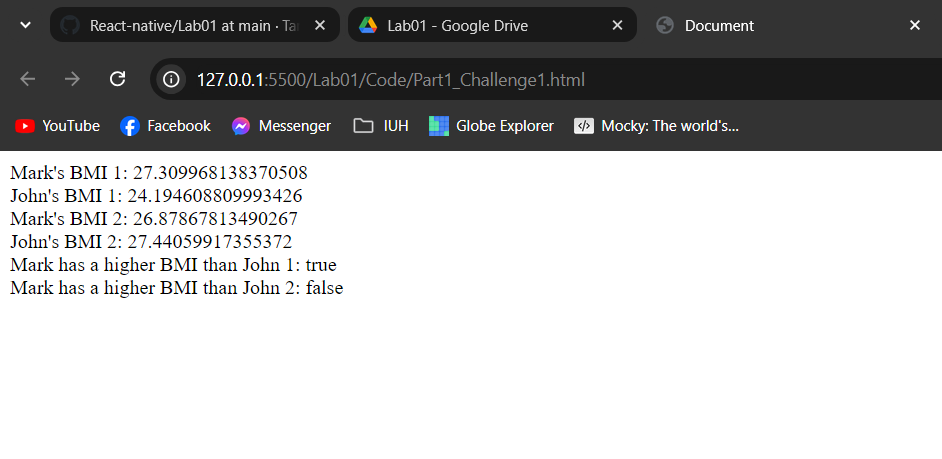 React-native/Lab01 at main · Tar
Lab01 - Google Drive
Document
127.0.0.1:5500/Lab01/Code/Part1_Challenge1.html
YouTube Facebook Messenger IUH Globe Explorer Mocky: The world's...
Mark's BMI 1: 27.309968138370508
John's BMI 1: 24.194608809993426
Mark's BMI 2: 26.87867813490267
John's BMI 2: 27.44059917355372
Mark has a higher BMI than John 1: true
Mark has a higher BMI than John 2: false